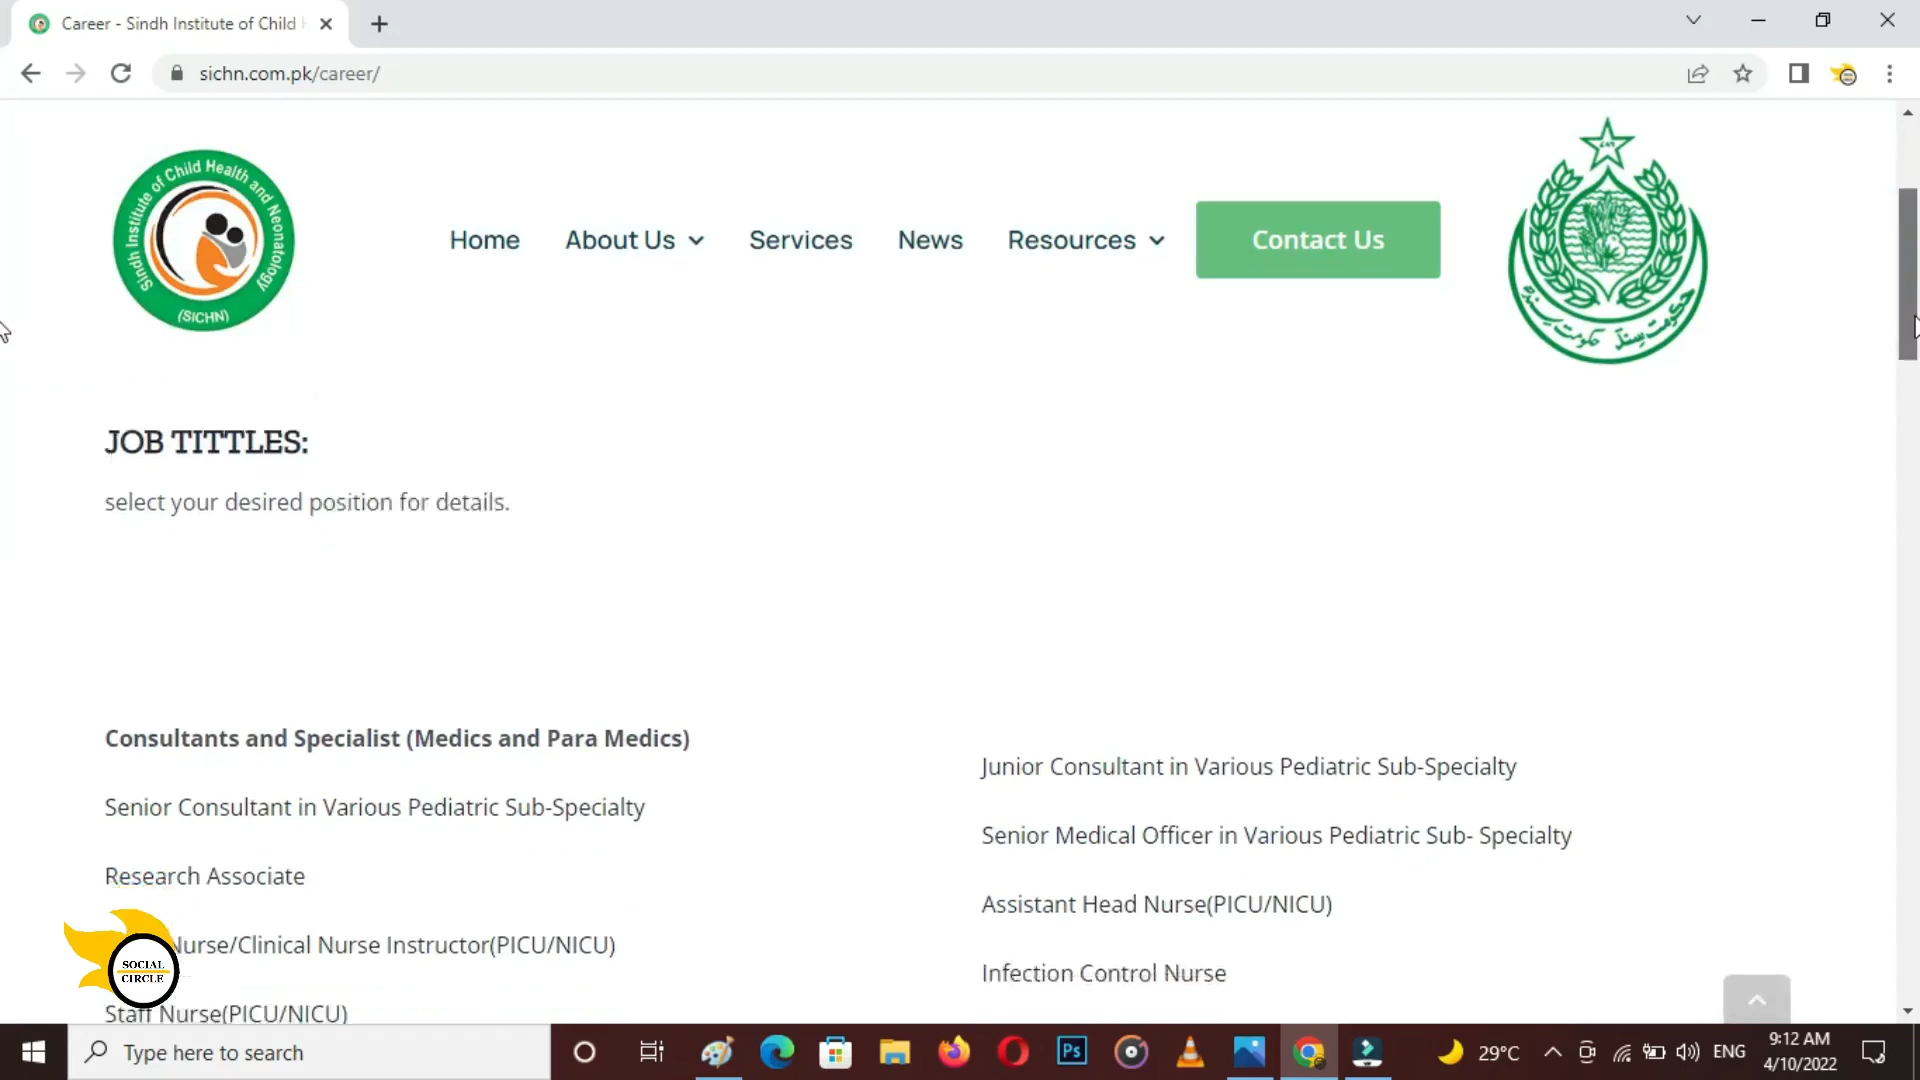 Career - Sindh Institute of Child
sichn.com.pk/career/
Sindh Institute of Child Health and Neonatology
(SICHN)
Home
About Us
Services
News
Resources
Contact Us
حکومت سنڌ حکومتِ سندھ
JOB TITTLES:
select your desired position for details.
Consultants and Specialist (Medics and Para Medics)
Junior Consultant in Various Pediatric Sub-Specialty
Senior Consultant in Various Pediatric Sub-Specialty
Senior Medical Officer in Various Pediatric Sub- Specialty
Research Associate
Assistant Head Nurse(PICU/NICU)
Nurse/Clinical Nurse Instructor(PICU/NICU)
Infection Control Nurse
Staff Nurse(PICU/NICU)
SOCIAL
CIRCLE
Type here to search
Ps
29°C
ENG
9:12 AM
4/10/2022